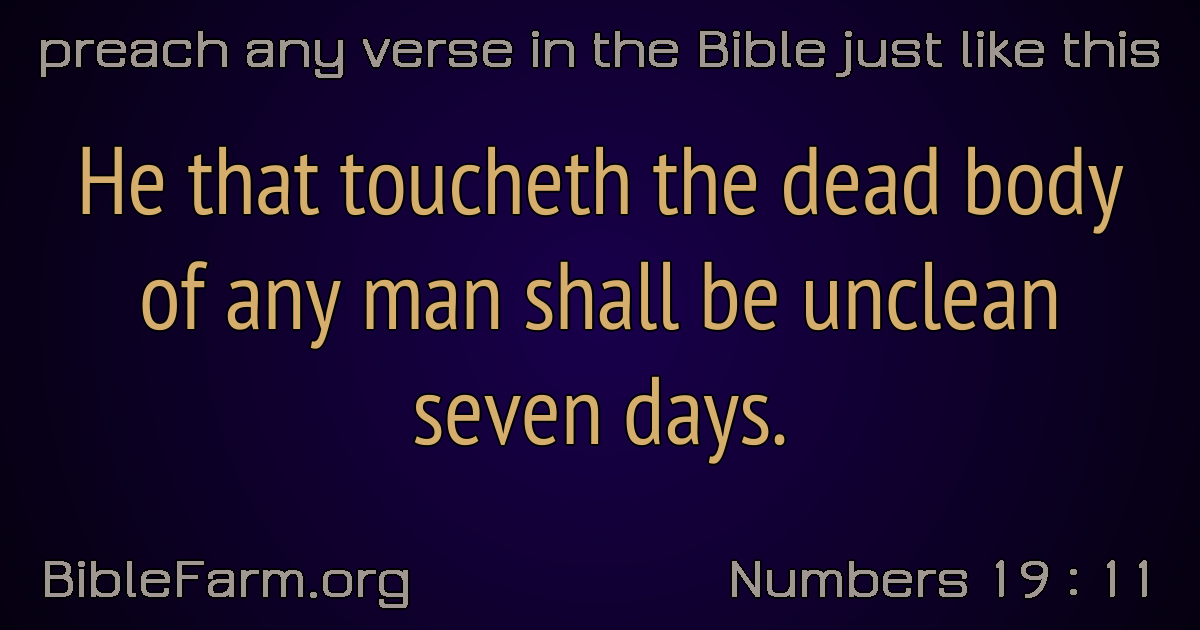 preach any verse in the Bible just like this
He that toucheth the dead body
of any man shall be unclean
seven days.
BibleFarm.org
Numbers 19 : 11